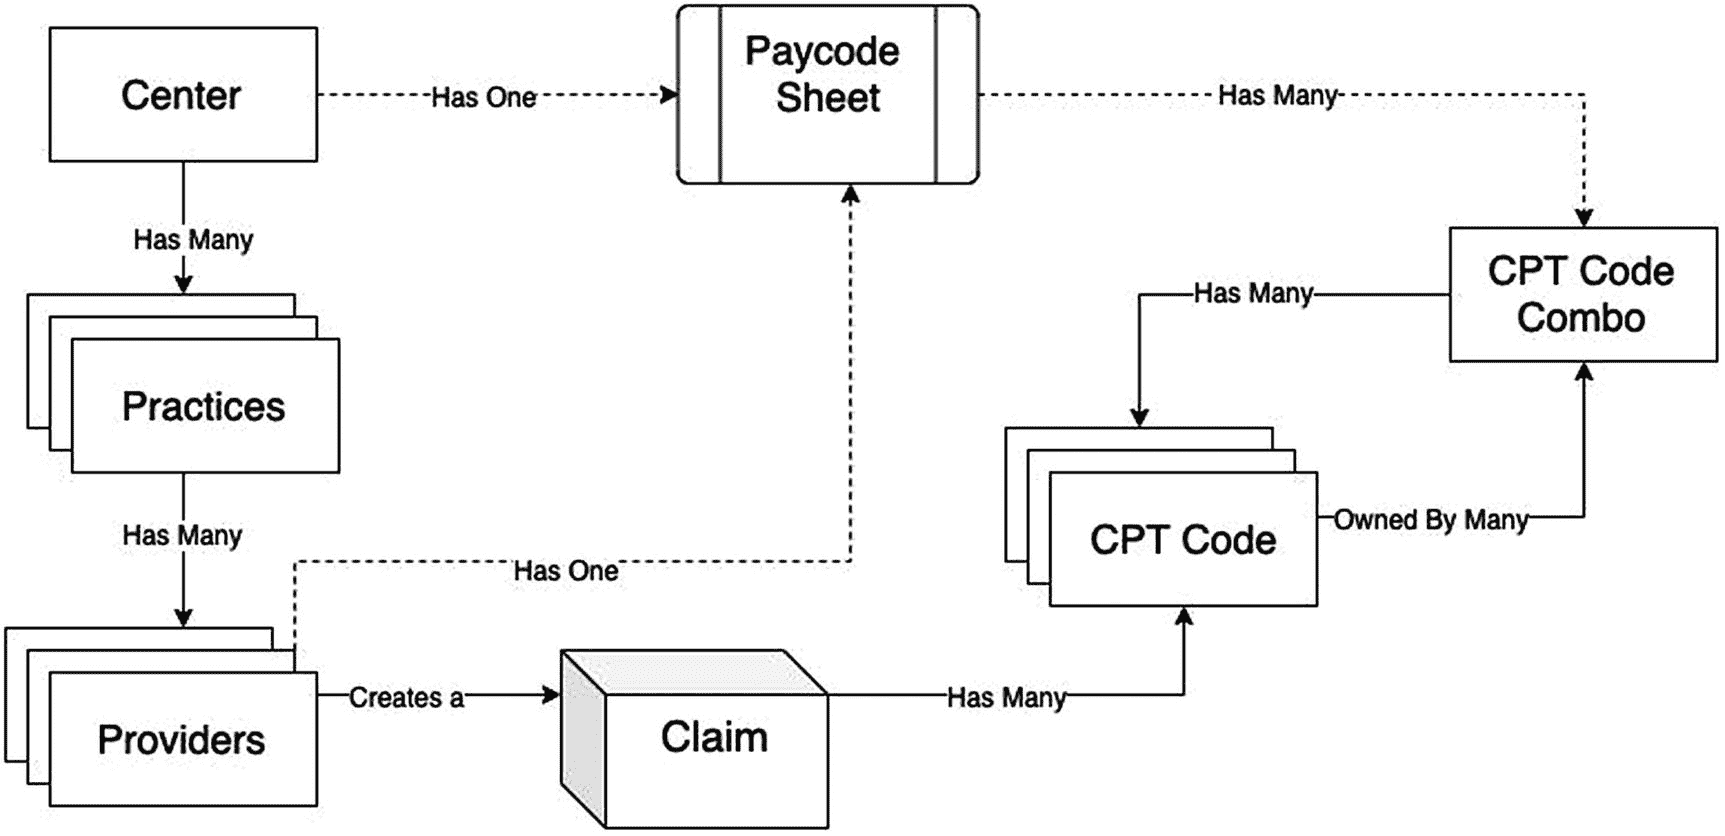 Center
Has One
Paycode
Sheet
Has Many
Has Many
CPT Code
Combo
Has Many
Practices
Has Many
CPT Code
Owned By Many
Has One
Providers
Creates a
Claim
Has Many